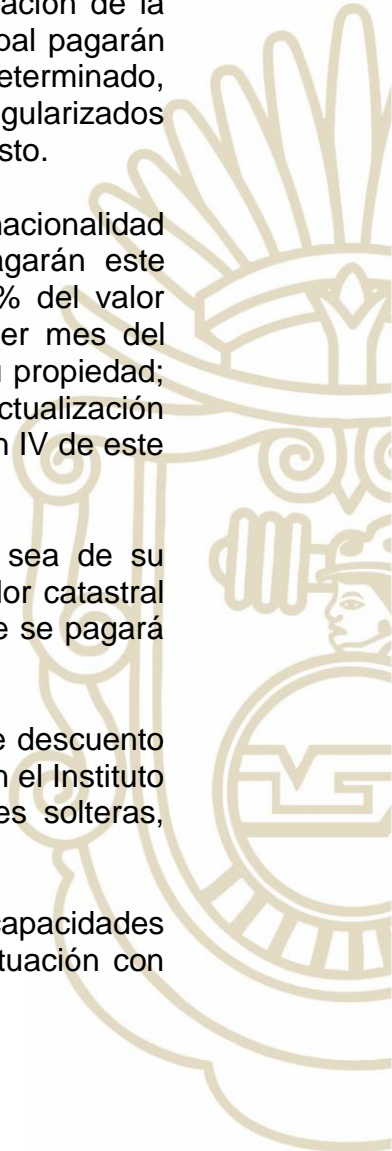 ación de la
oal pagarán
eterminado,
gularizados
sto.
nacionalidad
agarán este
% del valor
er mes del
propiedad;
ctualización
n IV de este
sea de su
lor catastral
e se pagará
e descuento
n el Instituto
es solteras,
capacidades
tuación con